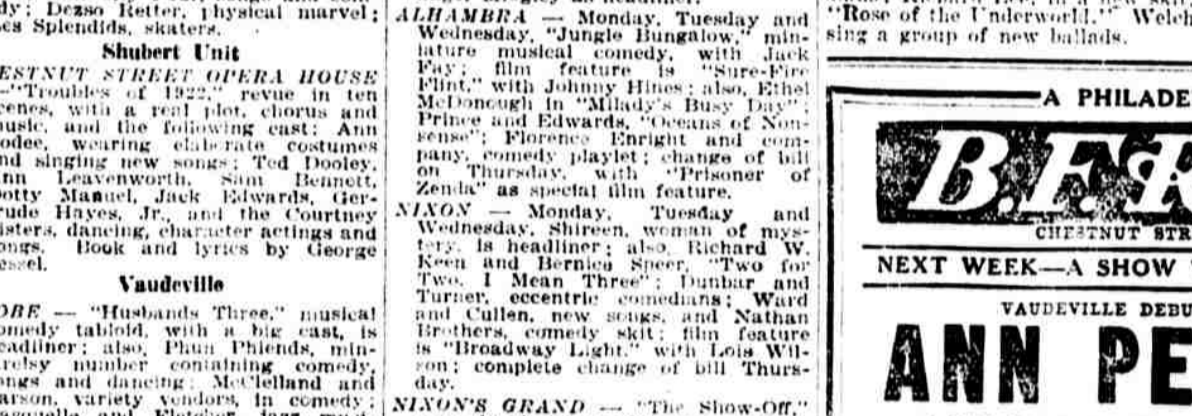 dy; Dezso Retter, physical marvel;
es Splendids, skaters.
Shubert Unit
ESTNUT STREET OPERA HOUSE
—"Troubles of 1922," revue in ten
cenes, with a real plot, chorus and
usic, and the following cast: Ann
odee, wearing elaborate costumes
nd singing new songs; Ted Dooley,
nn Leavenworth, Sam Bennett,
otty Manuel, Jack Edwards, Ger-
rude Hayes, Jr., and the Courtney
isters, dancing, character actings and
ongs. Book and lyrics by George
essel.
Vaudeville
OBE — "Husbands Three," musical
omedy tabloid, with a big cast, is
eadliner; also, Phun Phiends, min-
trelsy number containing comedy,
ongs and dancing; McClelland and
arson, variety vendors, in comedy;
and Fletcher, jazz
ALHAMBRA — Monday, Tuesday and
Wednesday, "Jungle Bungalow," min-
iature musical comedy, with Jack
Fay; film feature is "Sure-Fire
Flint," with Johnny Hines; also, Ethel
McDonough in "Milady's Busy Day";
Prince and Edwards, "Oceans of Non-
sense"; Florence Enright and com-
pany, comedy playlet; change of bill
on Thursday, with "Prisoner of
Zenda" as special film feature.
NIXON — Monday, Tuesday and
Wednesday, Shireen, woman of mys-
tery, is headliner; also, Richard W.
Keen and Bernice Speer, "Two for
Two, I Mean Three"; Dunbar and
Turner, eccentric comedians; Ward
and Cullen, new songs, and Nathan
Brothers, comedy skit; film feature
is "Broadway Light," with Lois Wil-
son; complete change of bill Thurs-
day.
NIXON'S GRAND — "The Show-Off,"
"Rose of the Underworld." Welch
sing a group of new ballads.
A PHILADE
B.F.K
CHESTNUT STR
NEXT WEEK—A SHOW
VAUDEVILLE DEBU
ANN PE